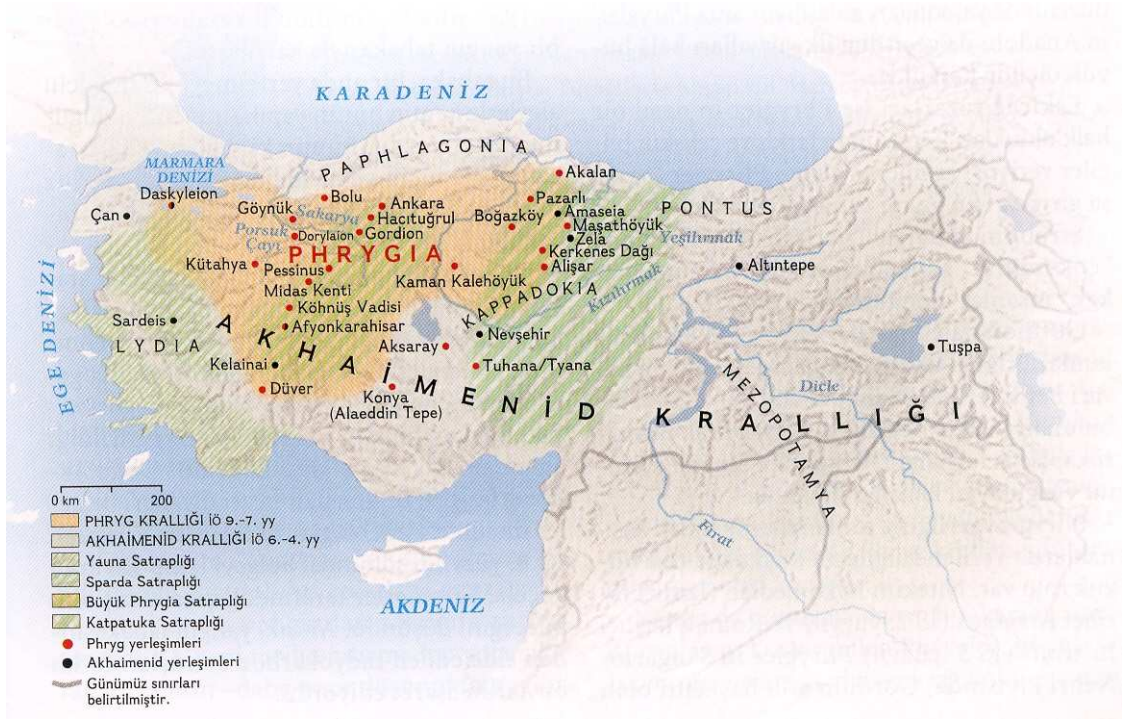 KARADENİZ
PAPHLAGONIA
MARMARA
DENİZİ
Daskyleion
Çan
Bolu
Göynük
Sakarya
Ankara
Hacıtuğrul
Porsuk
Çayı
Dorylaion
Gordion
PHRYGIA
Kütahya
Pessinus
Midas Kenti
Köhnüş Vadisi
Afyonkarahisar
Kaman Kalehöyük
Akalan
Pazarlı
Amaseia
Boğazköy
Maşathöyük
Zela
Kerkenes Dağı
Alişar
PONTUS
Yeşilırmak
Altıntepe
Kızılırmak
KAPPADOKIA
Nevşehir
Aksaray
Tuhana/Tyana
EGE DENİZİ
Sardeis
LYDIA
Kelainai
Düver
Konya
(Alaeddin Tepe)
AKHAİMENİD KRALLIĞI
Tuşpa
Dicle
MEZOPOTAMYA
Fırat
AKDENİZ
0 km 200
PHRYG KRALLIĞI İÖ 9.-7. yy
AKHAİMENİD KRALLIĞI İÖ 6.-4. yy
Yauna Satraplığı
Sparda Satraplığı
Büyük Phrygia Satraplığı
Katpatuka Satraplığı
Phryg yerleşimleri
Akhaimenid yerleşimleri
Günümüz sınırları
belirtilmiştir.